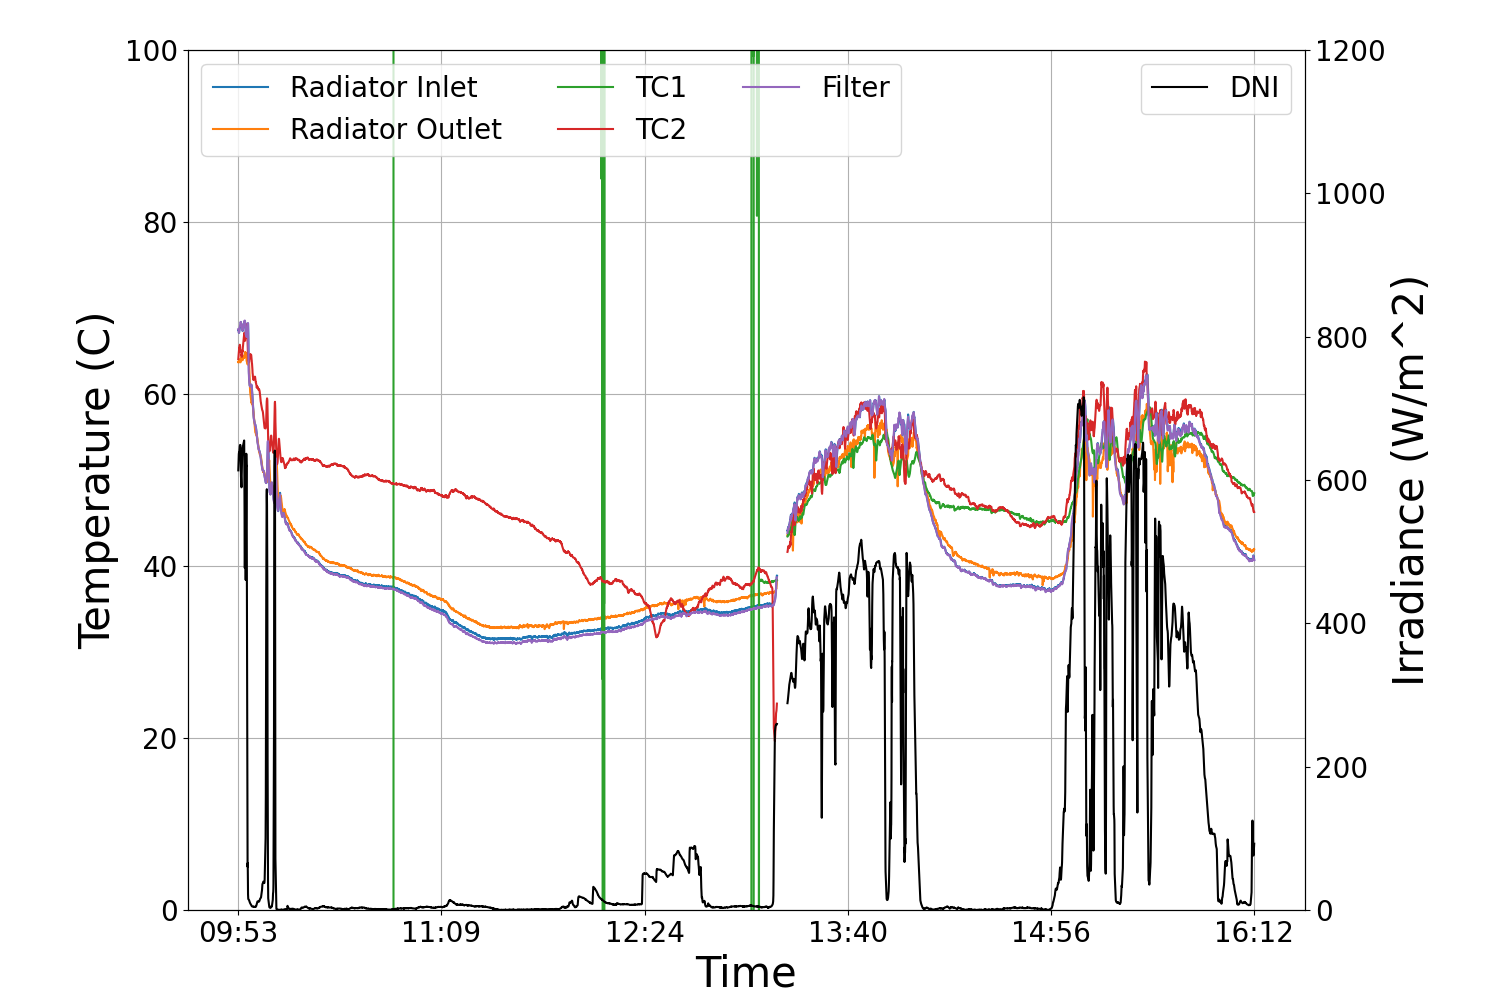 100
80
60
40
20
0
Temperature (C)
Radiator Inlet
Radiator Outlet
TC1
TC2
Filter
DNI
1200
1000
800
600
400
200
0
Irradiance (W/m^2)
09:53 11:09 12:24 13:40 14:56 16:12
Time